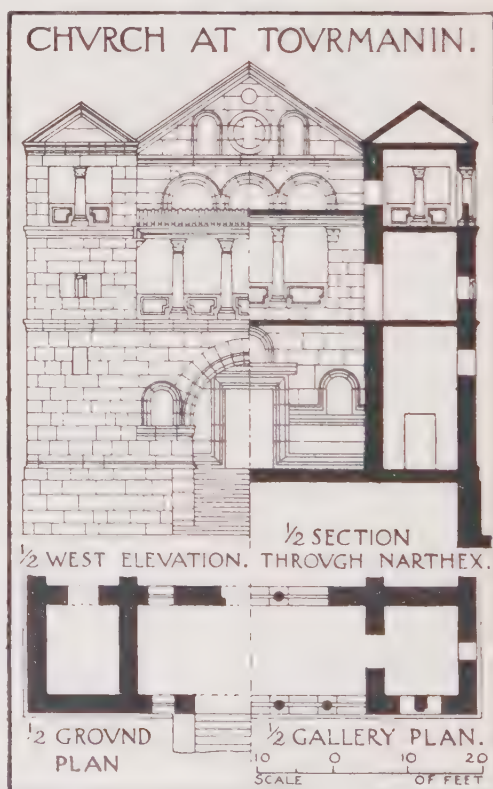 CHVRCH AT TOVRMANIN.
½ SECTION
½ WEST ELEVATION. THROVGH NARTHEX.
½ GROVND
PLAN
½ GALLERY PLAN.
10 0 10 20
SCALE OF FEET